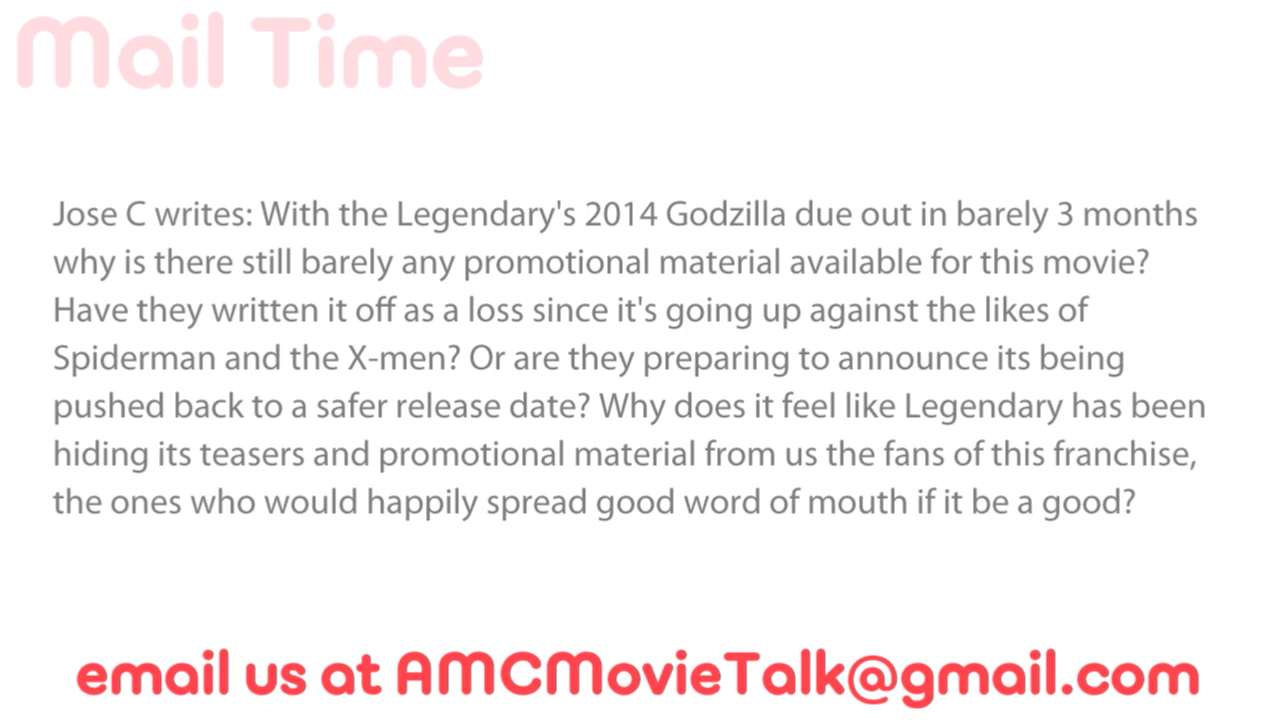 Mail Time
Jose C writes: With the Legendary's 2014 Godzilla due out in barely 3 months
why is there still barely any promotional material available for this movie?
Have they written it off as a loss since it's going up against the likes of
Spiderman and the X-men? Or are they preparing to announce its being
pushed back to a safer release date? Why does it feel like Legendary has been
hiding its teasers and promotional material from us the fans of this franchise,
the ones who would happily spread good word of mouth if it be a good?
email us at AMCMovieTalk@gmail.com